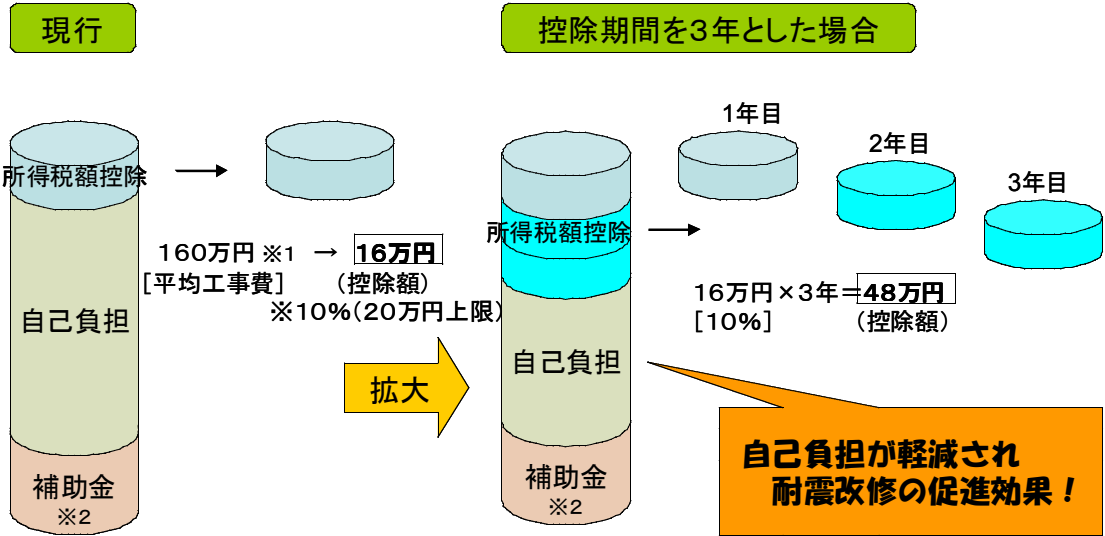 現行
所得税額控除
160万円 ※1 → 16万円
[平均工事費] (控除額)
※10%(20万円上限)
自己負担
補助金
※2
拡大
控除期間を3年とした場合
1年目
2年目
3年目
所得税額控除
16万円×3年=48万円
[10%] (控除額)
自己負担
補助金
※2
自己負担が軽減され
耐震改修の促進効果!